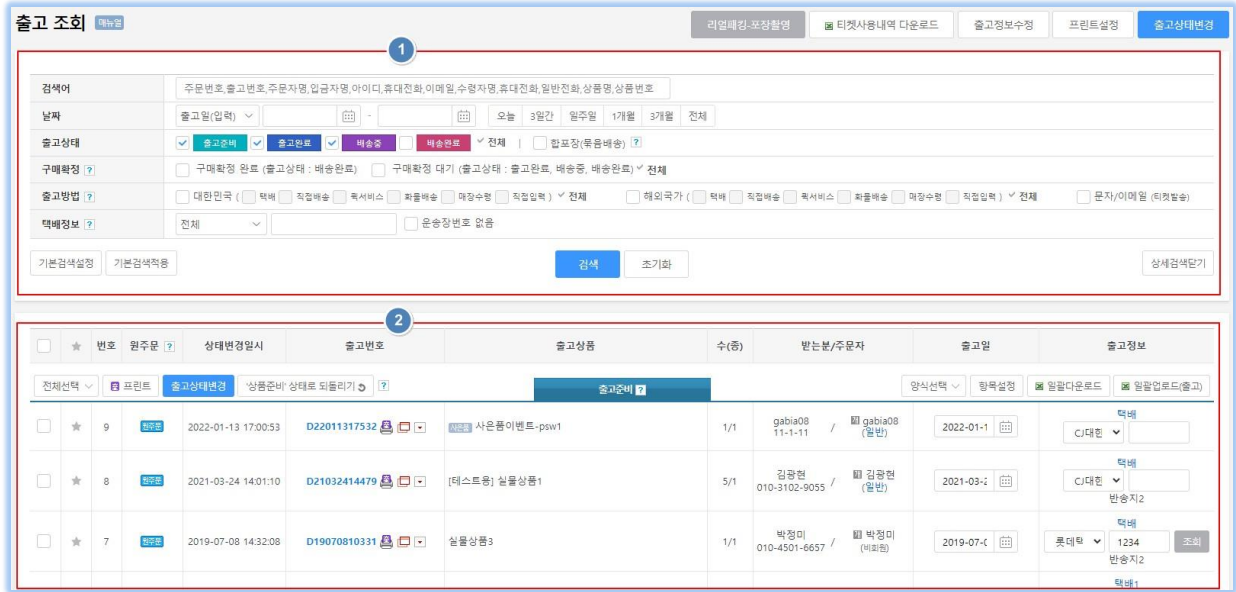 출고 조회 매뉴얼 리얼패킹-포장촬영 티켓사용내역 다운로드 출고정보수정 프린트설정 출고상태변경
1
검색어 주문번호,출고번호,주문자명,입금자명,아이디,휴대전화,이메일,수령자명,휴대전화,일반전화,상품명,상품번호
날짜 출고일(입력) - 오늘 3일간 일주일 1개월 3개월 전체
출고상태 출고준비 출고완료 배송중 배송완료 전체 | 합포장(묶음배송) ?
구매확정 ? 구매확정 완료 (출고상태 : 배송완료) 구매확정 대기 (출고상태 : 출고완료, 배송중, 배송완료) 전체
출고방법 ? 대한민국 ( 택배 직접배송 퀵서비스 화물배송 매장수령 직접입력 ) 전체 해외국가 ( 택배 직접배송 퀵서비스 화물배송 매장수령 직접입력 ) 전체 문자/이메일 (티켓발송)
택배정보 ? 전체 운송장번호 없음
기본검색설정 기본검색적용 검색 초기화 상세검색닫기
2
번호 원주문 ? 상태변경일시 출고번호 출고상품 수(종) 받는분/주문자 출고일 출고정보
전체선택 프린트 출고상태변경 '상품준비' 상태로 되돌리기 ? 출고준비 ? 양식선택 항목설정 일괄다운로드 일괄업로드(출고)
택배
9 원주문 2022-01-13 17:00:53 D22011317532 사은품 사은품이벤트-psw1 1/1 gabia08 / gabia08 2022-01-1 CJ대한
11-1-11 (일반)
택배
8 원주문 2021-03-24 14:01:10 D21032414479 [테스트용] 실물상품1 5/1 김광현 / 김광현 2021-03-2 CJ대한
010-3102-9055 (일반)
반송지2
택배
7 원주문 2019-07-08 14:32:08 D19070810331 실물상품3 1/1 박정미 / 박정미 2019-07-0 롯데택 1234 조회
010-4501-6657 (비회원)
반송지2
택배1